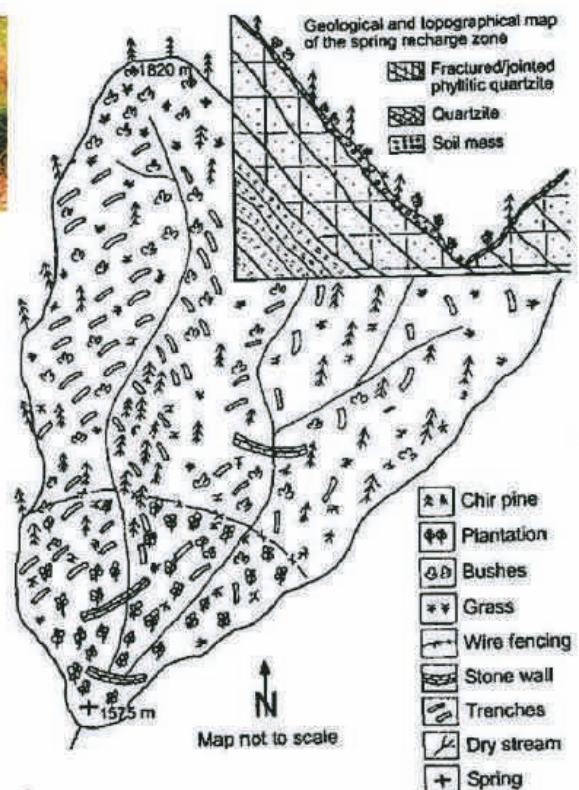 Geological and topographical map
of the spring recharge zone
Fractured/jointed
phyllitic quartzite
Quartzite
Soil mass
1820 m
Chir pine
Plantation
Bushes
Grass
Wire fencing
Stone wall
Trenches
Dry stream
Spring
N
Map not to scale
1575 m